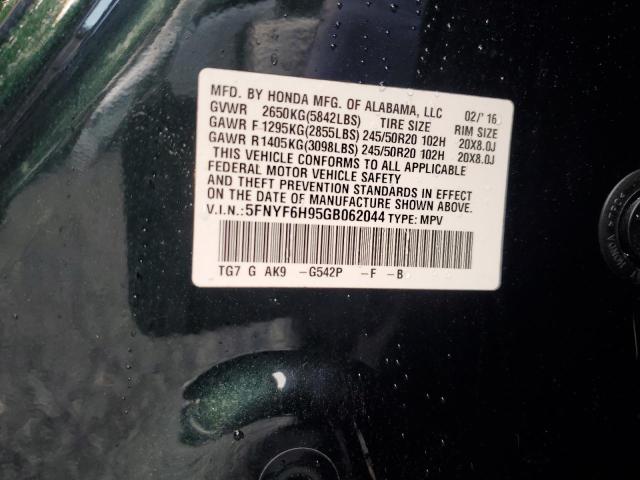 MFD. BY HONDA MFG. OF ALABAMA, LLC 02/'16
GVWR 2650KG(5842LBS) TIRE SIZE RIM SIZE
GAWR F 1295KG(2855LBS) 245/50R20 102H 20X8.0J
GAWR R 1405KG(3098LBS) 245/50R20 102H 20X8.0J
THIS VEHICLE CONFORMS TO ALL APPLICABLE
FEDERAL MOTOR VEHICLE SAFETY
AND THEFT PREVENTION STANDARDS IN EFFECT
ON THE DATE OF MANUFACTURE SHOWN ABOVE.
V.I.N.: 5FNYF6H95GB062044 TYPE: MPV
TG7 G AK9 -G542P -F -B
HONDA